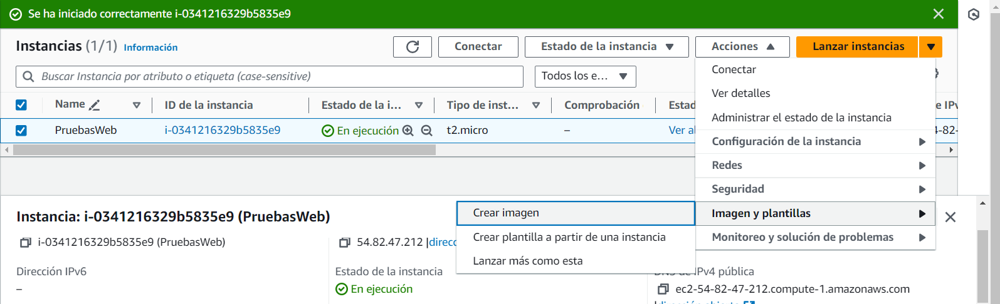 Se ha iniciado correctamente i-0341216329b5835e9
Instancias (1/1) Información
Conectar
Estado de la instancia
Acciones
Lanzar instancias
Buscar Instancia por atributo o etiqueta (case-sensitive)
Todos los e...
Conectar
Ver detalles
Administrar el estado de la instancia
Configuración de la instancia
Redes
Seguridad
Imagen y plantillas
Monitoreo y solución de problemas
Name
ID de la instancia
Estado de la i...
Tipo de inst...
Comprobación
PruebasWeb
i-0341216329b5835e9
En ejecución
t2.micro
–
Ver al
Crear imagen
Crear plantilla a partir de una instancia
Lanzar más como esta
Instancia: i-0341216329b5835e9 (PruebasWeb)
i-0341216329b5835e9 (PruebasWeb)
54.82.47.212 |direcc
Dirección IPv6
–
Estado de la instancia
En ejecución
DNS de IPv4 pública
ec2-54-82-47-212.compute-1.amazonaws.com